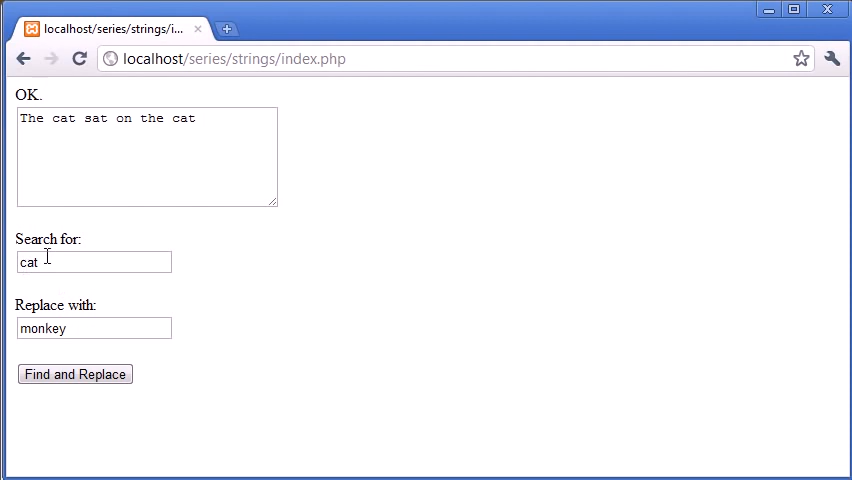 localhost/series/strings/i...
localhost/series/strings/index.php
OK.
The cat sat on the cat
Search for:
cat
Replace with:
monkey
Find and Replace